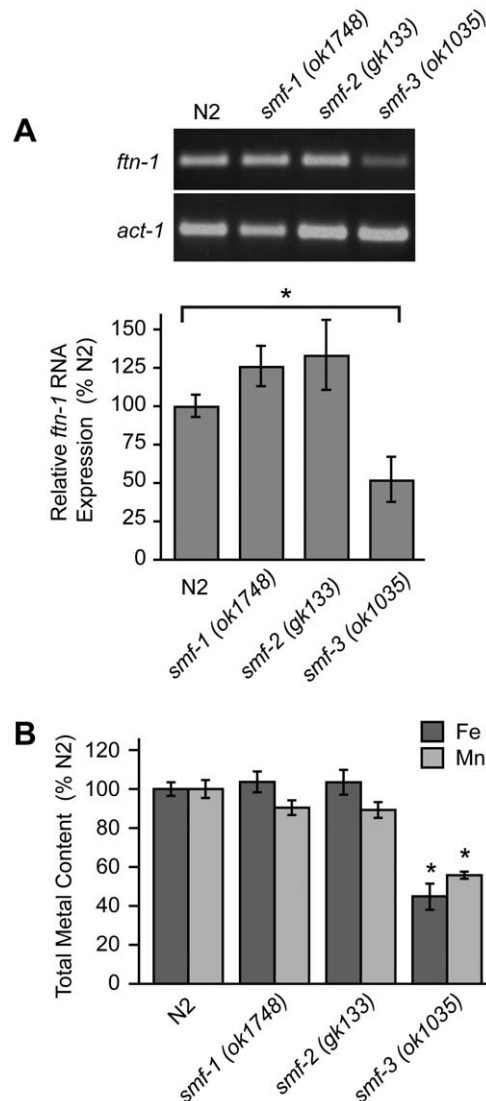 A
N2
smf-1 (ok1748)
smf-2 (gk133)
smf-3 (ok1035)
ftn-1
act-1
*
Relative ftn-1 RNA
Expression (% N2)
150
125
100
75
50
25
0
N2
smf-1 (ok1748)
smf-2 (gk133)
smf-3 (ok1035)
B
Fe
Mn
Total Metal Content (% N2)
120
100
80
60
40
20
0
* *
N2
smf-1 (ok1748)
smf-2 (gk133)
smf-3 (ok1035)